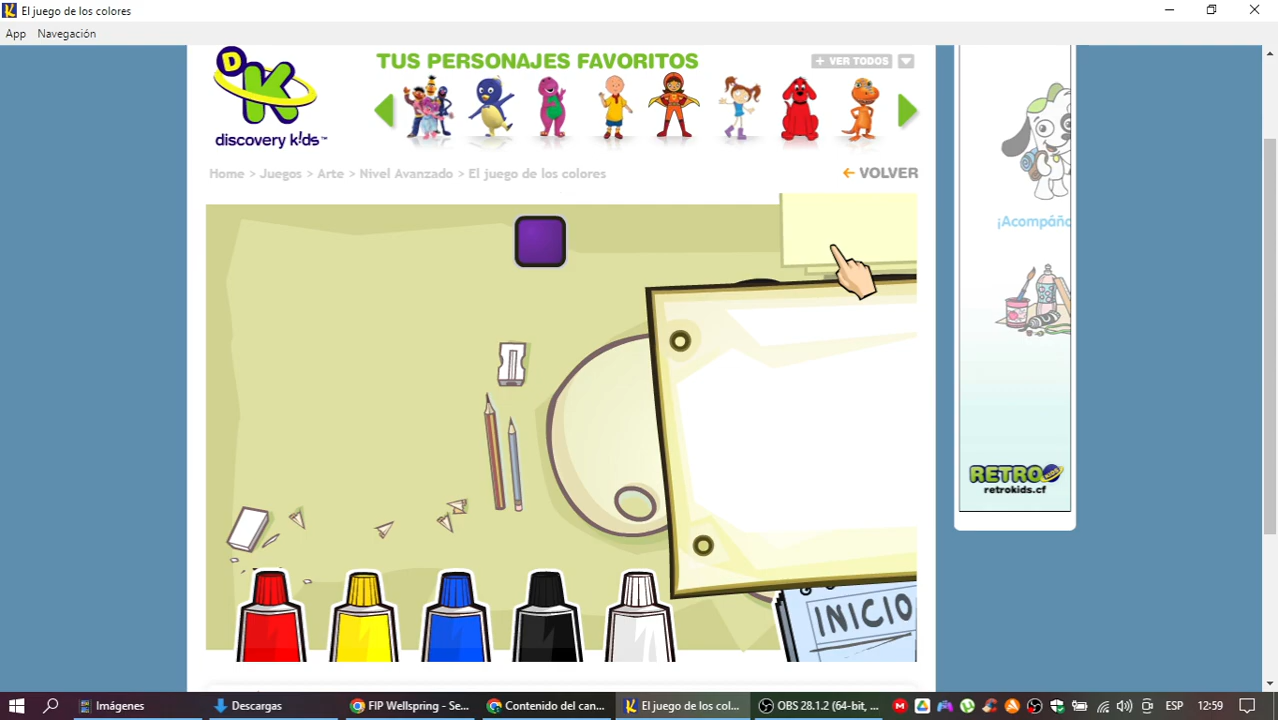 El juego de los colores
App Navegación
TUS PERSONAJES FAVORITOS
+ VER TODOS
D
K
discovery k!ds™
Home > Juegos > Arte > Nivel Avanzado > El juego de los colores
VOLVER
¡Acompáño
RETRO
retrokids.cf
INICIO
Imágenes
Descargas
FIP Wellspring - Se...
Contenido del can...
El juego de los col...
OBS 28.1.2 (64-bit, ...
ESP
12:59